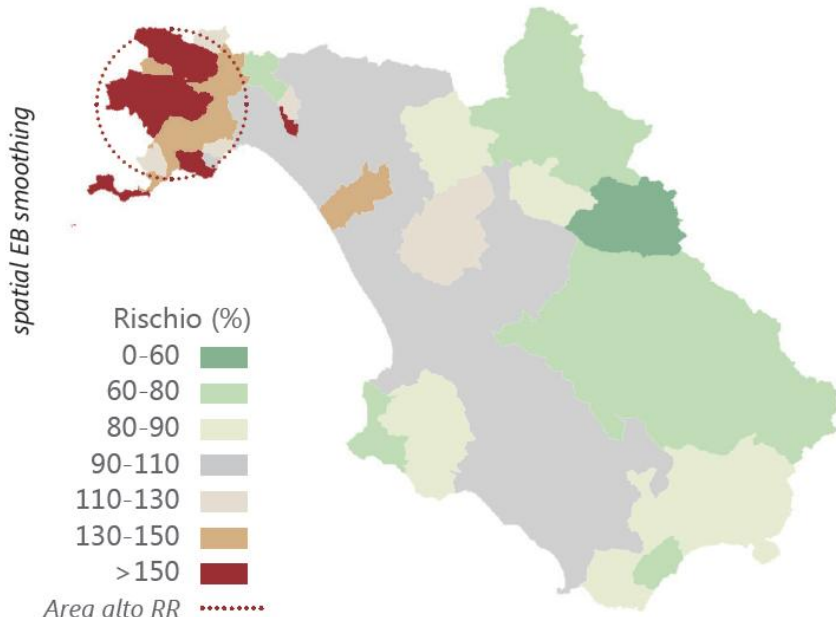 spatial EB smoothing
Rischio (%)
0-60
60-80
80-90
90-110
110-130
130-150
>150
Area alto RR